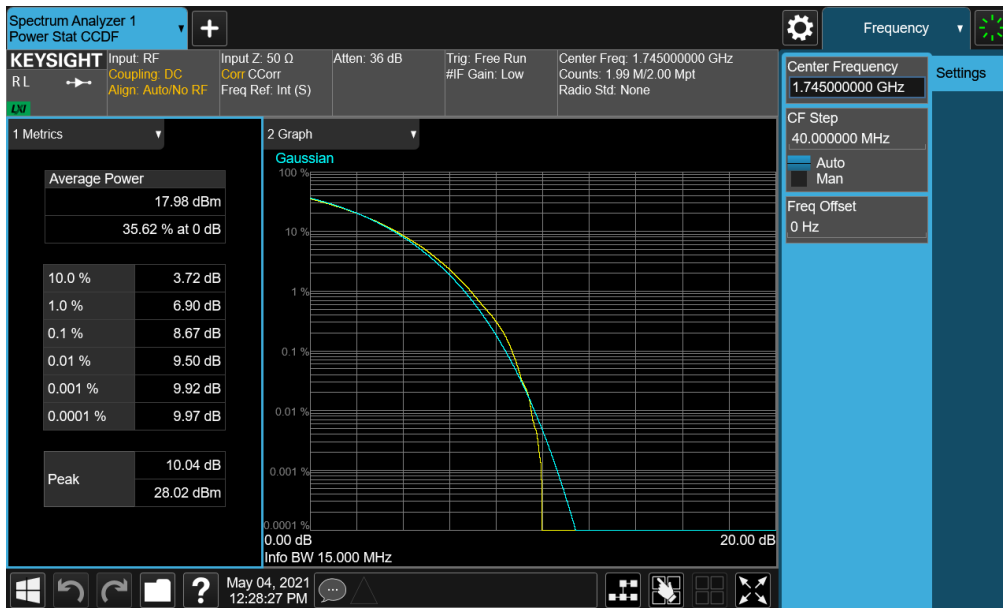 Spectrum Analyzer 1
Power Stat CCDF
+
Frequency
KEYSIGHT
RL
LXI
Input: RF
Coupling: DC
Align: Auto/No RF
Input Z: 50 Ω
Corr CCorr
Freq Ref: Int (S)
Atten: 36 dB
Trig: Free Run
#IF Gain: Low
Center Freq: 1.745000000 GHz
Counts: 1.99 M/2.00 Mpt
Radio Std: None
Center Frequency
1.745000000 GHz
Settings
CF Step
40.000000 MHz
Auto
Man
Freq Offset
0 Hz
1 Metrics
Average Power
17.98 dBm
35.62 % at 0 dB
10.0 % 3.72 dB
1.0 % 6.90 dB
0.1 % 8.67 dB
0.01 % 9.50 dB
0.001 % 9.92 dB
0.0001 % 9.97 dB
Peak
10.04 dB
28.02 dBm
2 Graph
Gaussian
100 %
10 %
1 %
0.1 %
0.01 %
0.001 %
0.0001 %
0.00 dB 20.00 dB
Info BW 15.000 MHz
?
May 04, 2021
12:28:27 PM